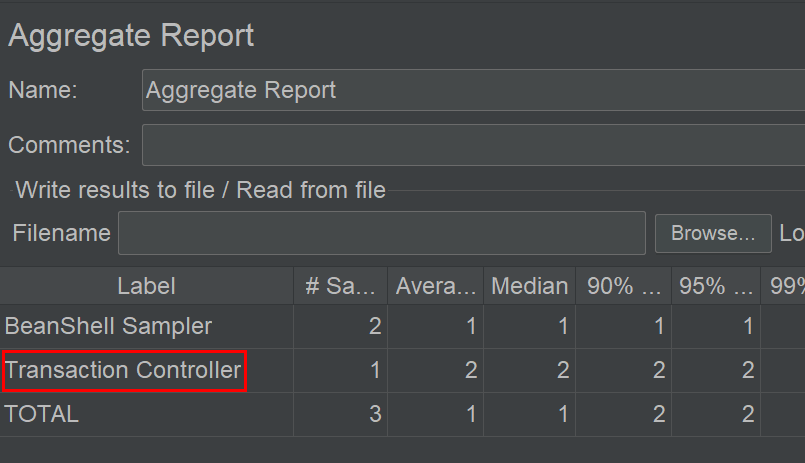 Aggregate Report
Name: Aggregate Report
Comments:
Write results to file / Read from file
Filename Browse... Lo
Label # Sa... Avera... Median 90% ... 95% ... 99%
BeanShell Sampler 2 1 1 1 1
Transaction Controller 1 2 2 2 2
TOTAL 3 1 1 2 2